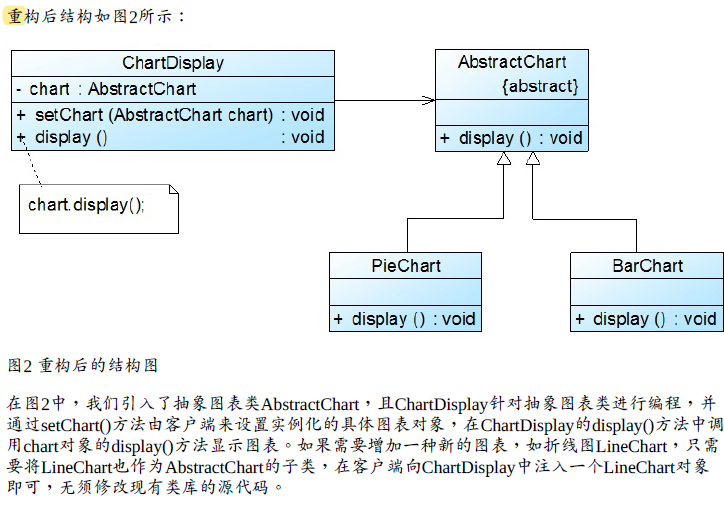 重构后结构如图2所示：
ChartDisplay
- chart : AbstractChart
+ setChart (AbstractChart chart) : void
+ display () : void
chart.display();
AbstractChart
{abstract}
+ display () : void
PieChart
+ display () : void
BarChart
+ display () : void
图2 重构后的结构图
在图2中，我们引入了抽象图表类AbstractChart，且ChartDisplay针对抽象图表类进行编程，并
通过setChart()方法由客户端来设置实例化的具体图表对象，在ChartDisplay的display()方法中调
用chart对象的display()方法显示图表。如果需要增加一种新的图表，如折线图LineChart，只需
要将LineChart也作为AbstractChart的子类，在客户端向ChartDisplay中注入一个LineChart对象
即可，无须修改现有类库的源代码。